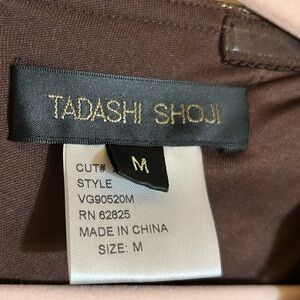 TADASHI SHOJI
M
CUT#
STYLE
VG90520M
RN 62825
MADE IN CHINA
SIZE: M